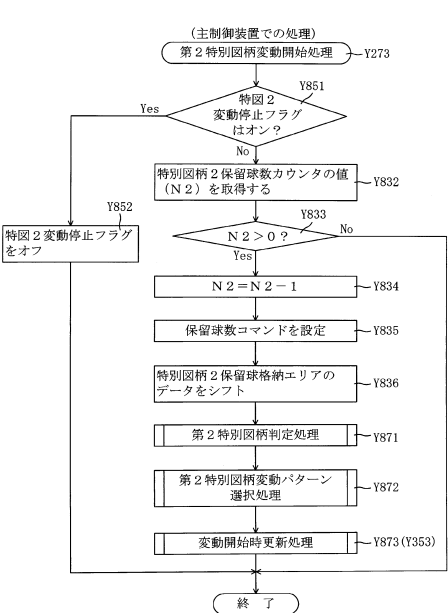 (主制御装置での処理)
第2特別図柄変動開始処理
Y273
Y851
特図2
変動停止フラグ
はオン?
Yes
No
特別図柄2保留球数カウンタの値
(N2)を取得する
Y832
Y852
特図2変動停止フラグ
をオフ
Y833
N2>0?
No
Yes
N2=N2-1
Y834
保留球数コマンドを設定
Y835
特別図柄2保留球格納エリアの
データをシフト
Y836
第2特別図柄判定処理
Y871
第2特別図柄変動パターン
選択処理
Y872
変動開始時更新処理
Y873(Y353)
終 了